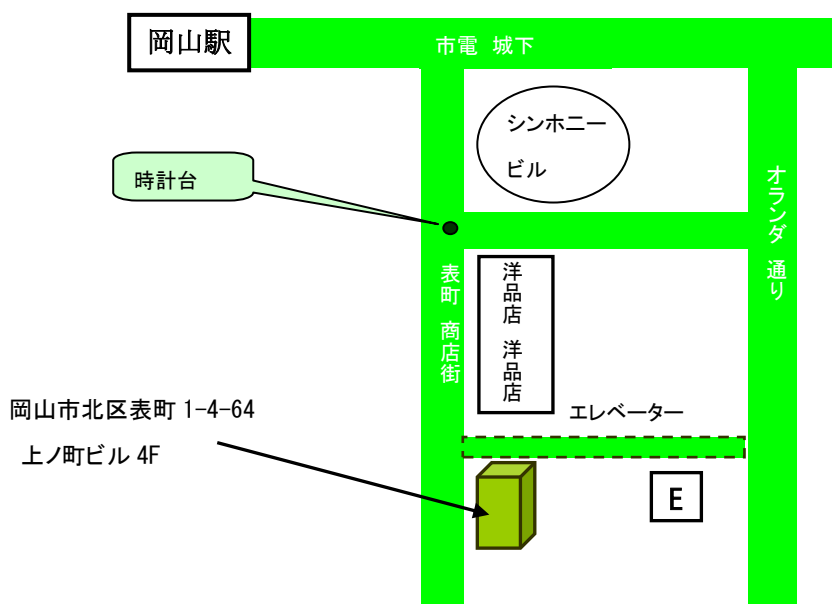 岡山駅
市電 城下
シンホニー
ビル
時計台
オランダ 通り
表町 商店街
洋品店 洋品店
エレベーター
岡山市北区表町 1-4-64
上ノ町ビル 4F
E